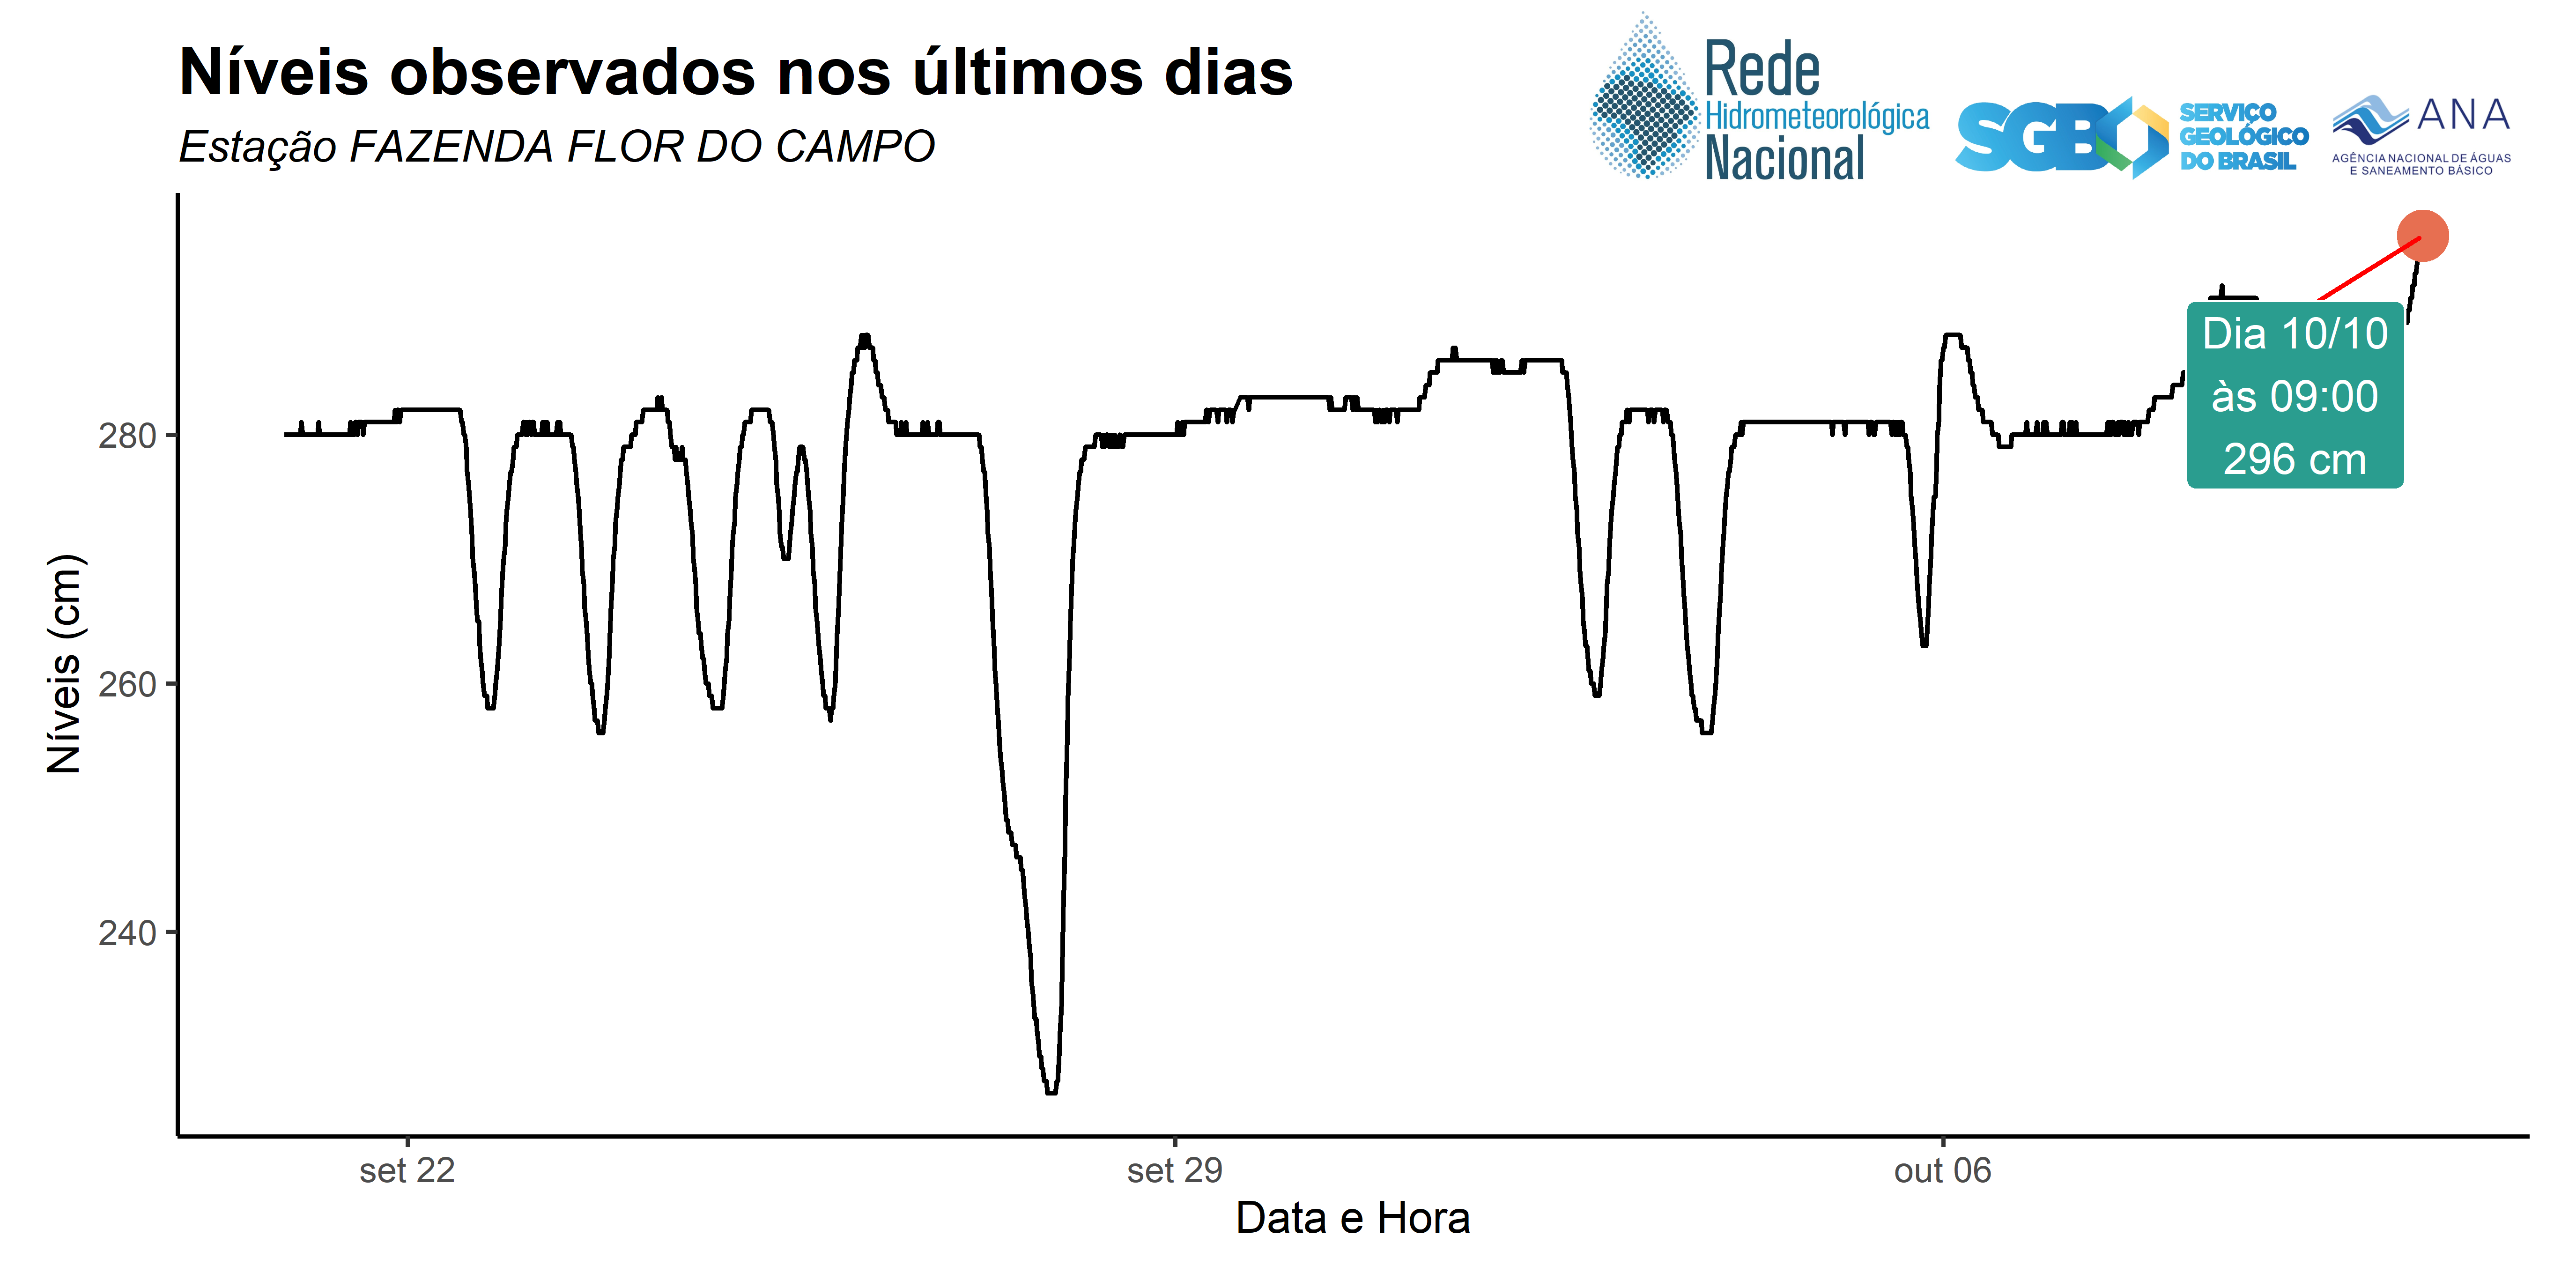 Níveis observados nos últimos dias
Estação FAZENDA FLOR DO CAMPO
Rede
Hidrometeorológica
Nacional
SGB
SERVIÇO
GEOLÓGICO
DO BRASIL
ANA
AGÊNCIA NACIONAL DE ÁGUAS
E SANEAMENTO BÁSICO
Dia 10/10
às 09:00
296 cm
Níveis (cm)
280
260
240
set 22
set 29
out 06
Data e Hora